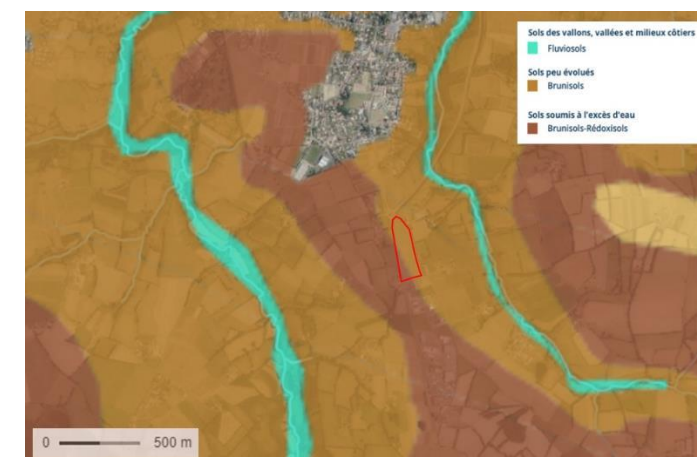 Sols des vallons, vallées et milieux côtiers
Fluviosols
Sols peu évolués
Brunisols
Sols soumis à l'excès d'eau
Brunisols-Rédoxisols
0 500 m